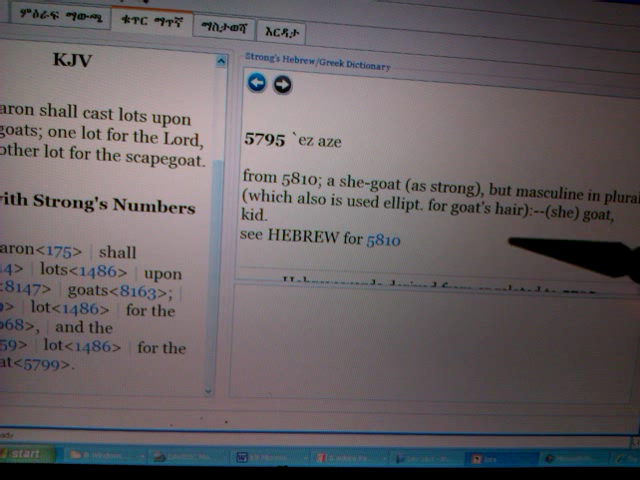 ምዕራፍ ማውጫ
ቁጥር ማጥኛ
ማስታወሻ
እርዳታ
KJV
aron shall cast lots upon
goats; one lot for the Lord,
other lot for the scapegoat.
ith Strong's Numbers
aron<175> | shall
4> | lots<1486> | upon
<8147> | goats<8163>; |
> | lot<1486> | for the
068>, | and the
59> | lot<1486> | for the
at<5799>.
Strong's Hebrew/Greek Dictionary
5795 `ez aze
from 5810; a she-goat (as strong), but masculine in plural
(which also is used ellipt. for goat's hair):--(she) goat,
kid.
see HEBREW for 5810
start